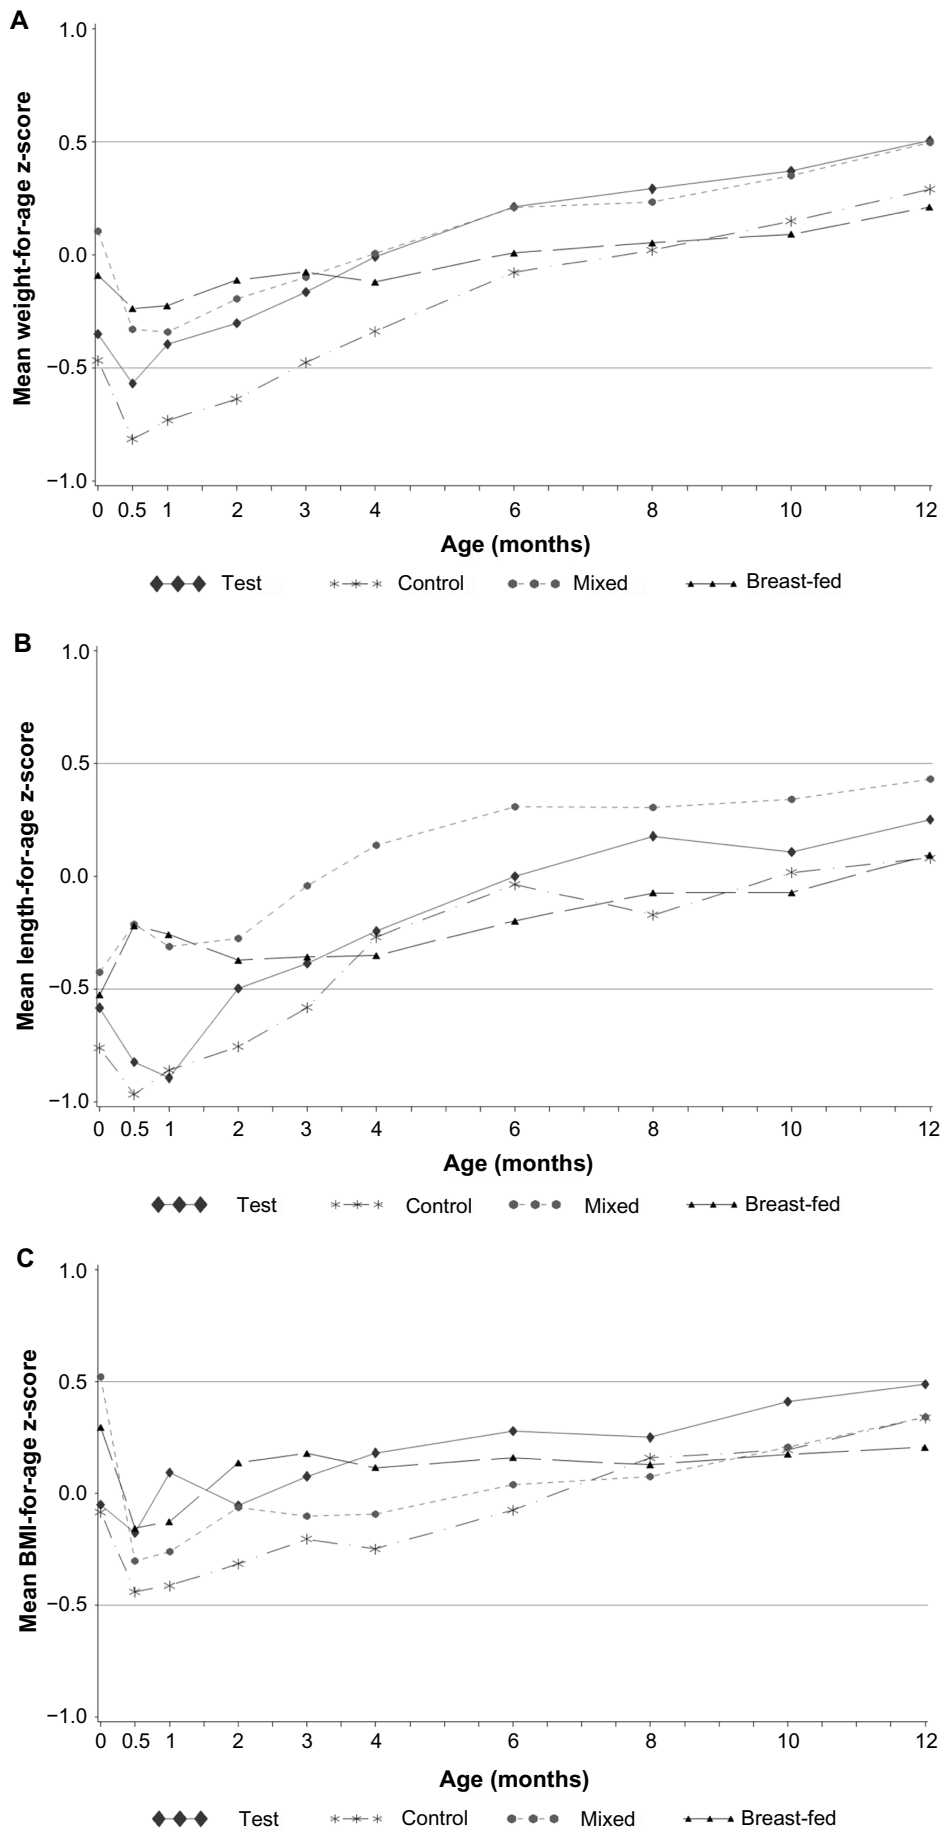 A
Mean weight-for-age z-score
1.0
0.5
0.0
−0.5
−1.0
0 0.5 1 2 3 4 6 8 10 12
Age (months)
Test Control Mixed Breast-fed
B
Mean length-for-age z-score
1.0
0.5
0.0
−0.5
−1.0
0 0.5 1 2 3 4 6 8 10 12
Age (months)
Test Control Mixed Breast-fed
C
Mean BMI-for-age z-score
1.0
0.5
0.0
−0.5
−1.0
0 0.5 1 2 3 4 6 8 10 12
Age (months)
Test Control Mixed Breast-fed